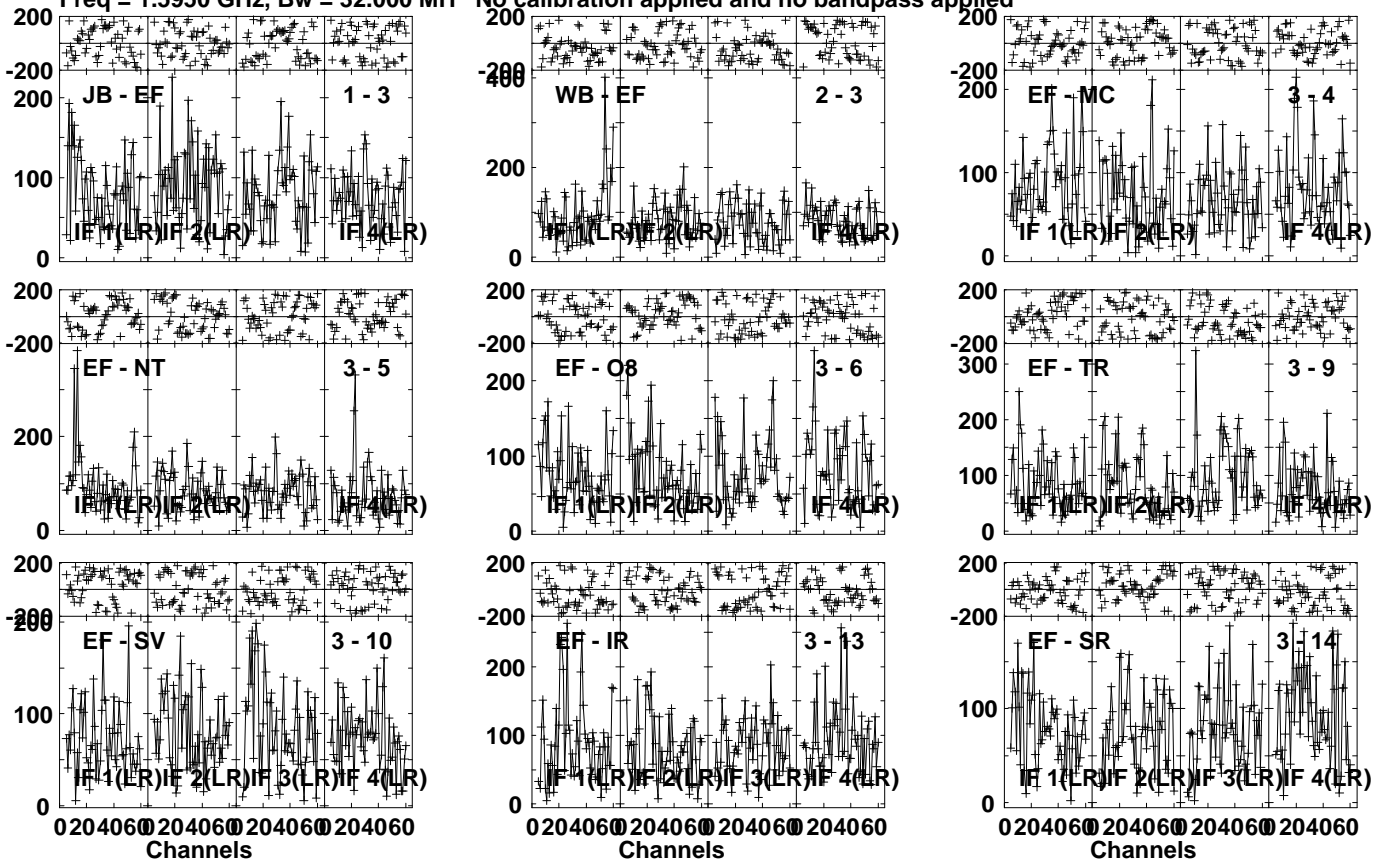 Freq = 1.5950 GHz, Bw = 32.000 MH No calibration applied and no bandpass applied
200 200 200
-200 -200 -200
400
JB - EF 1 - 3 WB - EF 2 - 3 EF - MC 3 - 4
200 200
200
100 200 100
IF 1(LR) IF 2(LR) IF 4(LR) IF 1(LR) IF 2(LR) IF 4(LR) IF 1(LR) IF 2(LR) IF 4(LR)
0 0 0
200 200 200
-200 -200 -200
EF - NT 3 - 5 EF - O8 3 - 6 EF - TR 3 - 9
300
200
200 200
100 100
IF 1(LR) IF 2(LR) IF 4(LR) IF 1(LR) IF 2(LR) IF 4(LR) IF 1(LR) IF 2(LR) IF 4(LR)
0 0 0
200 200 200
-200 -200 -200
200
EF - SV 3 - 10 EF - IR 3 - 13 EF - SR 3 - 14
200
100 100 100
IF 1(LR) IF 2(LR) IF 3(LR) IF 4(LR) IF 1(LR) IF 2(LR) IF 3(LR) IF 4(LR) IF 1(LR) IF 2(LR) IF 3(LR) IF 4(LR)
0 0 0
0 20 40 60 0 20 40 60 0 20 40 60 0 20 40 60 0 20 40 60 0 20 40 60 0 20 40 60 0 20 40 60 0 20 40 60 0 20 40 60 0 20 40 60 0 20 40 60
Channels Channels Channels